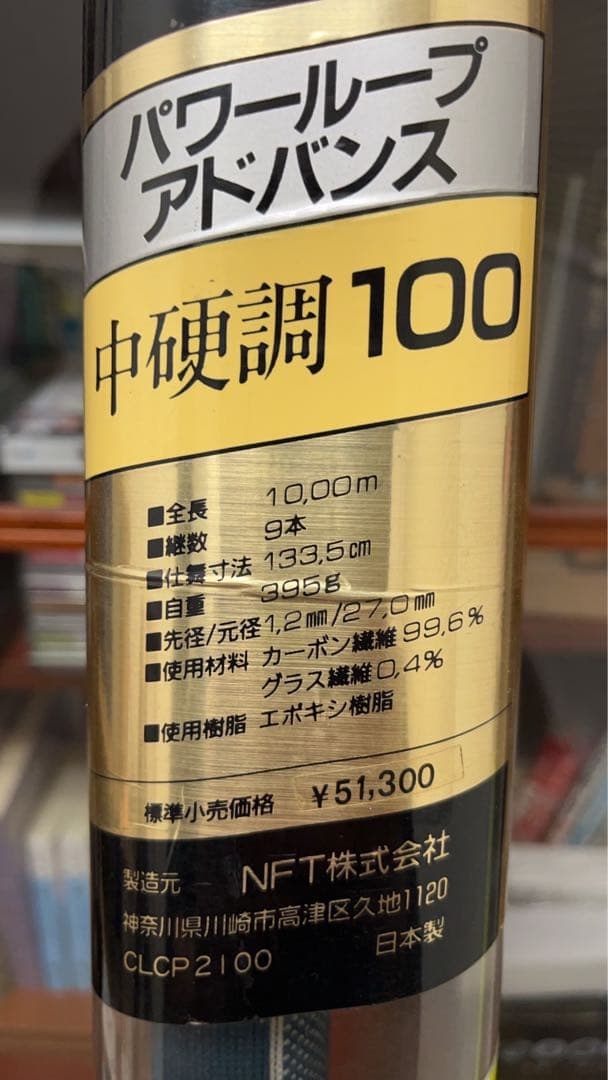 パワーループ
アドバンス
中硬調100
■全長 10,00m
■継数 9本
■仕舞寸法 133,5cm
■自重 395g
■先径/元径 1,2mm/27,0mm
■使用材料 カーボン繊維99,6%
グラス繊維0,4%
■使用樹脂 エポキシ樹脂
標準小売価格 ¥51,300
製造元 NFT株式会社
神奈川県川崎市高津区久地1120
CLCP2100 日本製